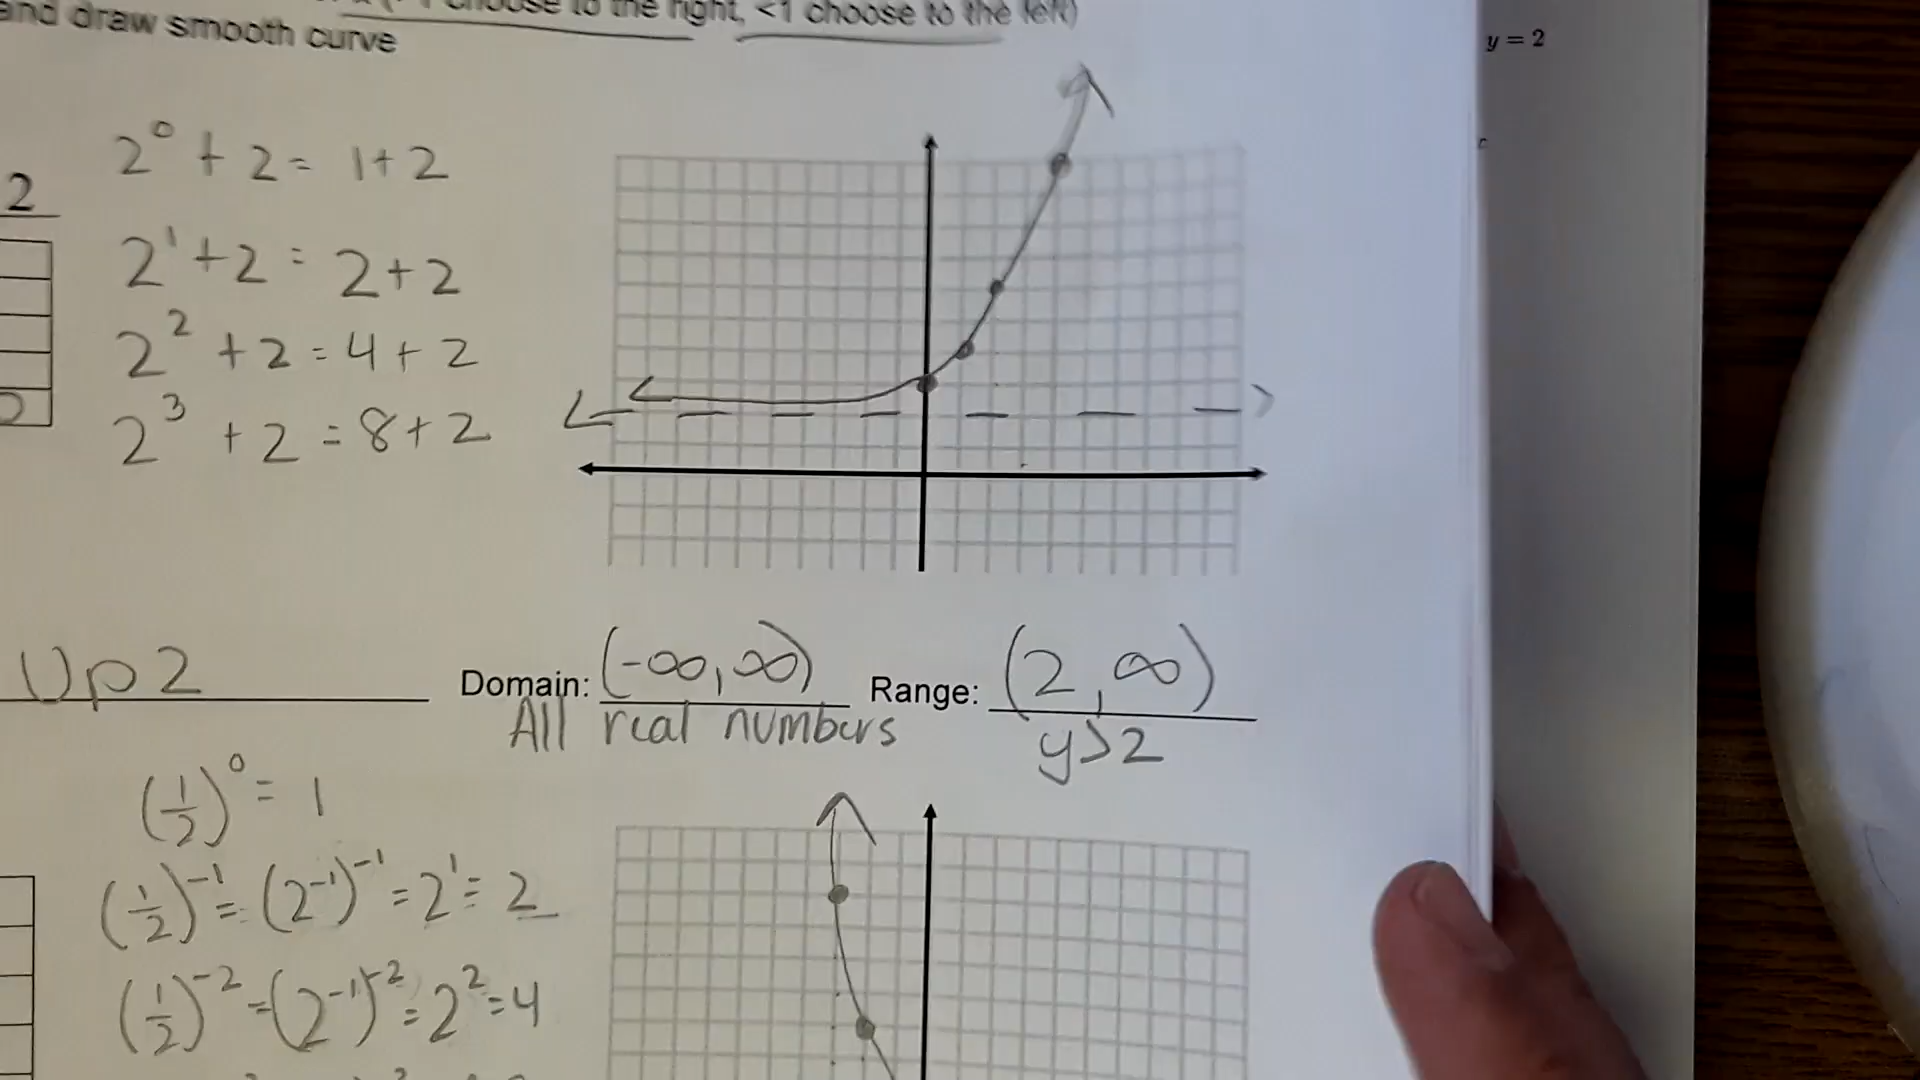 choose to the right, <1 choose to the left)
and draw smooth curve
y = 2
2⁰ + 2 = 1+2
2
2¹ +2 = 2+2
2² +2 = 4+2
2³ +2 = 8+2
Up 2 Domain: (-∞,∞) Range: (2,∞)
All real numbers y>2
(1/2)⁰ = 1
(1/2)⁻¹ = (2⁻¹)⁻¹ = 2¹ = 2
(1/2)⁻² = (2⁻¹)⁻² = 2² = 4